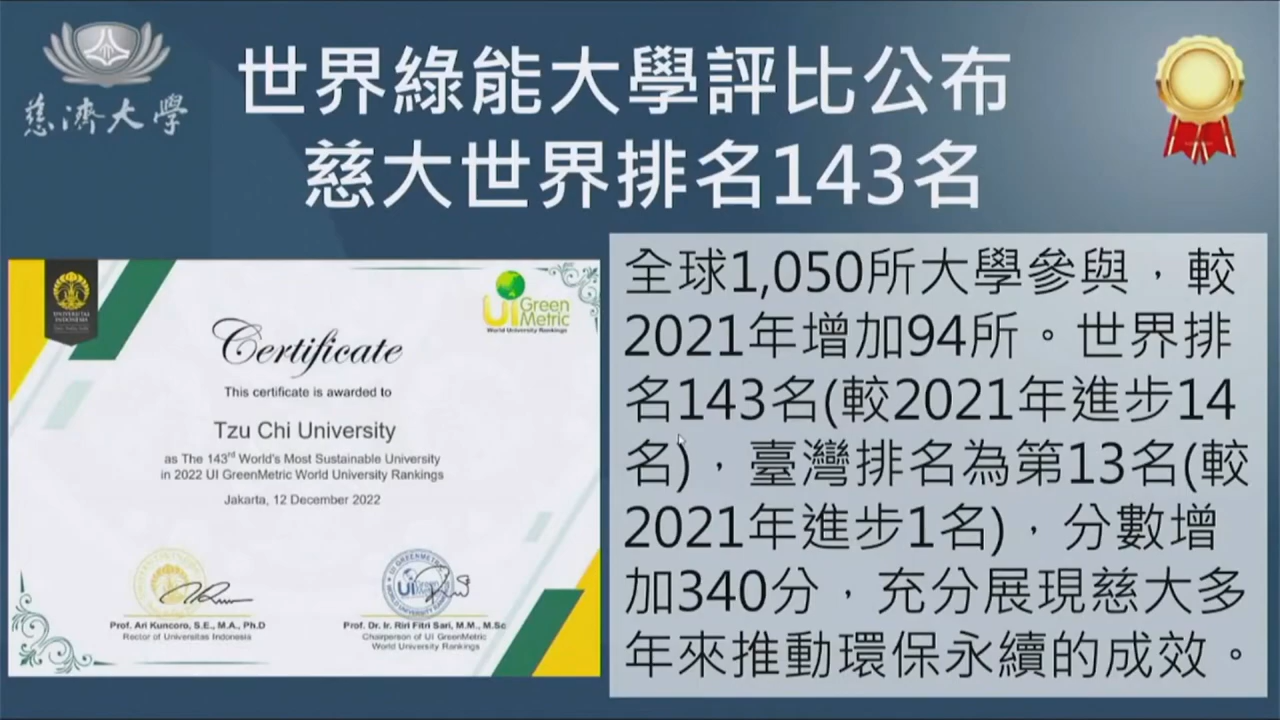 慈濟大學
世界綠能大學評比公布
慈大世界排名143名
UNIVERSITAS
INDONESIA
UI Green
Metric
World University Rankings
Certificate
This certificate is awarded to
Tzu Chi University
as The 143rd World's Most Sustainable University
in 2022 UI GreenMetric World University Rankings
Jakarta, 12 December 2022
Prof. Ari Kuncoro, S.E., M.A., Ph.D
Rector of Universitas Indonesia
Prof. Dr. Ir. Riri Fitri Sari, M.M., M.Sc
Chairperson of UI GreenMetric
World University Rankings
全球1,050所大學參與，較
2021年增加94所。世界排
名143名(較2021年進步14
名)，臺灣排名為第13名(較
2021年進步1名)，分數增
加340分，充分展現慈大多
年來推動環保永續的成效。